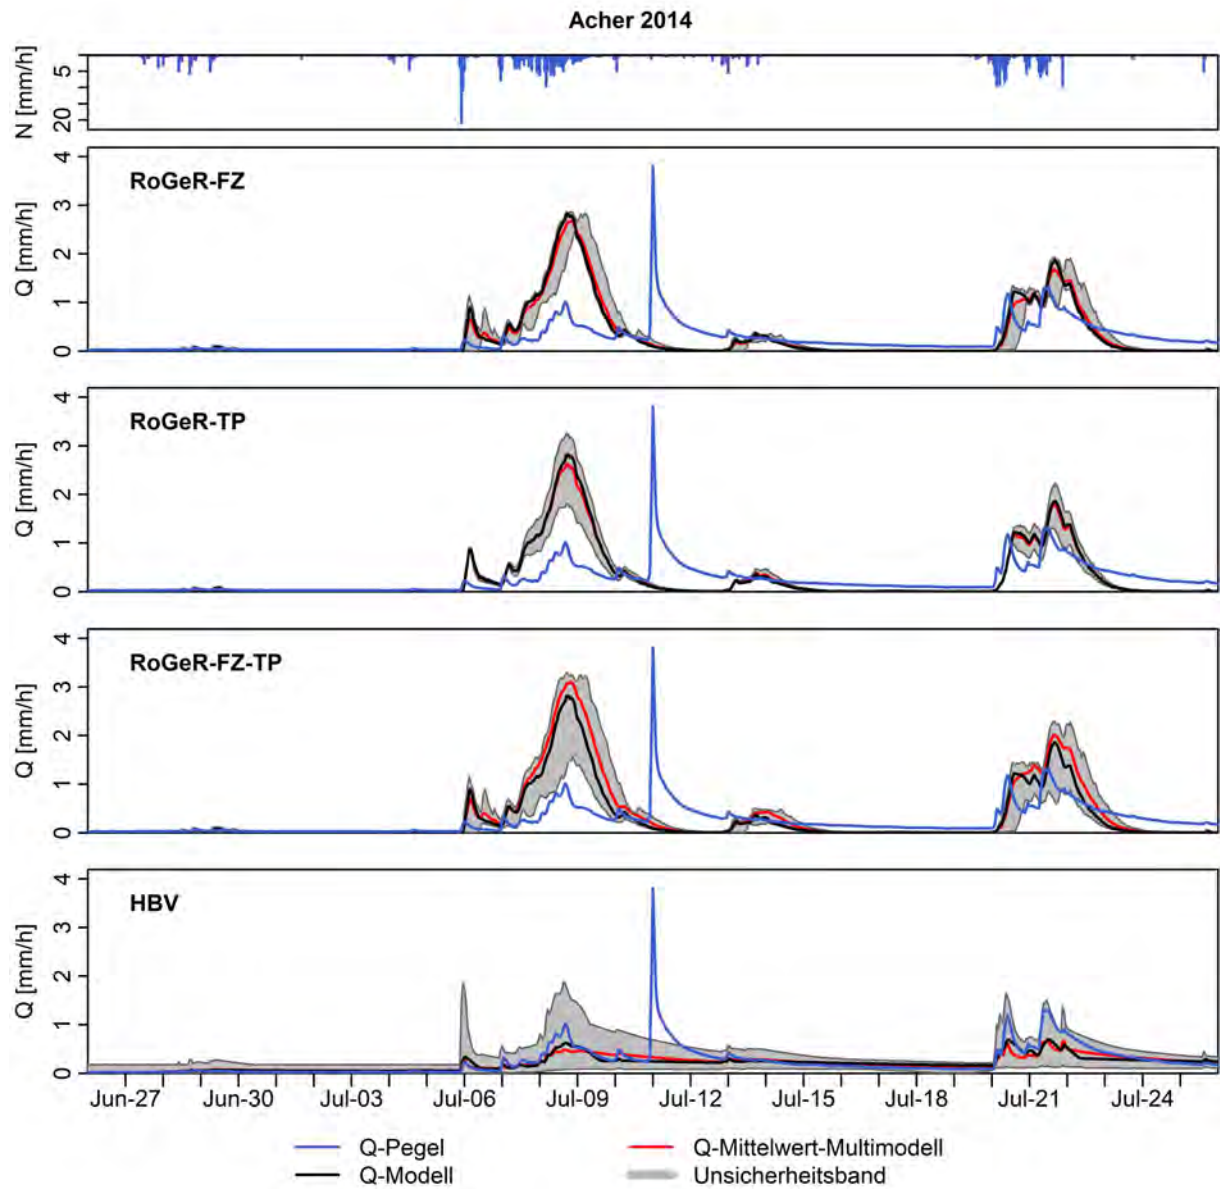 Acher 2014
N [mm/h]
5
20
RoGeR-FZ
Q [mm/h]
4
3
2
1
0
RoGeR-TP
Q [mm/h]
4
3
2
1
0
RoGeR-FZ-TP
Q [mm/h]
4
3
2
1
0
HBV
Q [mm/h]
4
3
2
1
0
Jun-27 Jun-30 Jul-03 Jul-06 Jul-09 Jul-12 Jul-15 Jul-18 Jul-21 Jul-24
Q-Pegel Q-Mittelwert-Multimodell
Q-Modell Unsicherheitsband